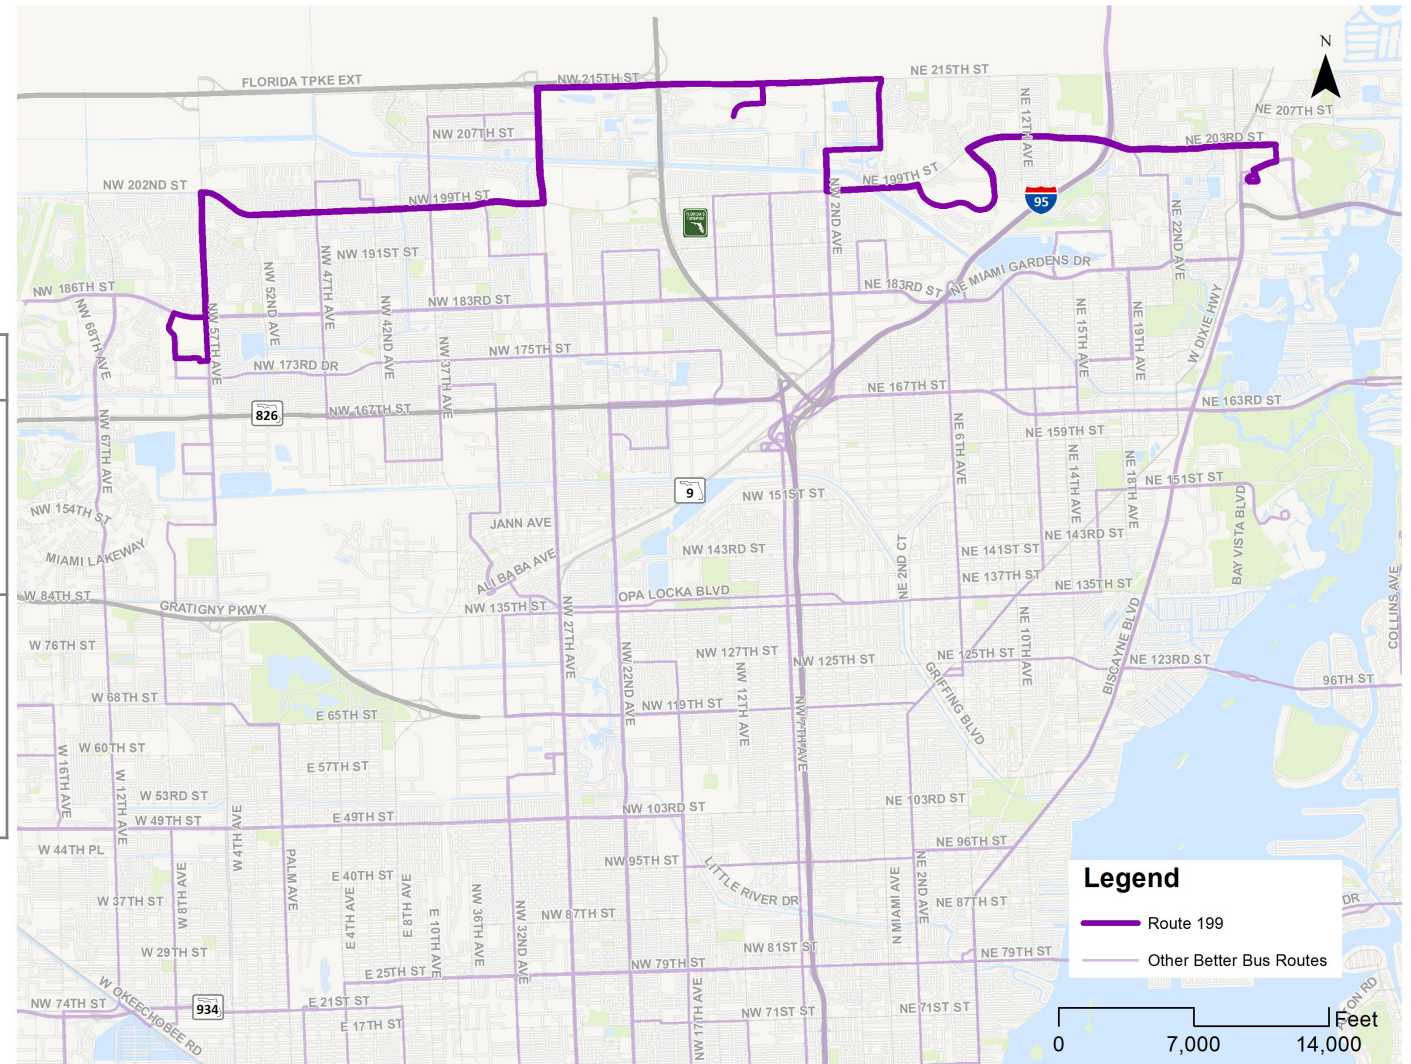 N
FLORIDA TPKE EXT
NW 215TH ST
NE 215TH ST
NE 12TH AVE
NE 207TH ST
NW 207TH ST
NE 203RD ST
NW 202ND ST
NW 199TH ST
NE 199TH ST
95
FLORIDA'S TURNPIKE
NW 2ND AVE
NE 22ND AVE
NW 191ST ST
NW 47TH AVE
NW 52ND AVE
NE MIAMI GARDENS DR
NW 186TH ST
NW 183RD ST
NE 183RD ST
NW 68TH AVE
NW 57TH AVE
NW 42ND AVE
NE 15TH AVE
NE 19TH AVE
W DIXIE HWY
NW 37TH AVE
NW 175TH ST
NW 173RD DR
NE 167TH ST
NE 163RD ST
826
NW 167TH ST
NW 67TH AVE
NE 6TH AVE
NE 159TH ST
NE 14TH AVE
NE 18TH AVE
NE 151ST ST
9
NW 151ST ST
BAY VISTA BLVD
NW 154TH ST
JANN AVE
NE 143RD ST
MIAMI LAKEWAY
NW 143RD ST
NE 2ND CT
NE 141ST ST
ALI BABA AVE
NE 137TH ST
NE 135TH ST
COLLINS AVE
W 84TH ST
GRATIGNY PKWY
NW 135TH ST
OPA LOCKA BLVD
NW 27TH AVE
NE 10TH AVE
BISCAYNE BLVD
W 76TH ST
NW 22ND AVE
NW 127TH ST
NW 125TH ST
NE 125TH ST
NE 123RD ST
NW 12TH AVE
GRIFFING BLVD
96TH ST
W 68TH ST
E 65TH ST
NW 119TH ST
NW 7TH AVE
W 16TH AVE
W 60TH ST
E 57TH ST
W 12TH AVE
W 53RD ST
W 49TH ST
E 49TH ST
NW 103RD ST
NE 103RD ST
W 4TH AVE
W 44TH PL
NE 96TH ST
PALM AVE
NW 95TH ST
W 8TH AVE
E 40TH ST
LITTLE RIVER DR
N MIAMI AVE
NE 2ND AVE
W 37TH ST
E 4TH AVE
E 8TH AVE
E 10TH AVE
NW 36TH AVE
NW 32ND AVE
NW 87TH ST
NE 87TH ST
DR
Legend
Route 199
Other Better Bus Routes
W 29TH ST
NW 81ST ST
NE 79TH ST
E 25TH ST
NW 79TH ST
W OKEECHOBEE RD
NW 74TH ST
934
E 21ST ST
E 17TH ST
NW 17TH AVE
NW 71ST ST
NE 71ST ST
Feet
0
7,000
14,000